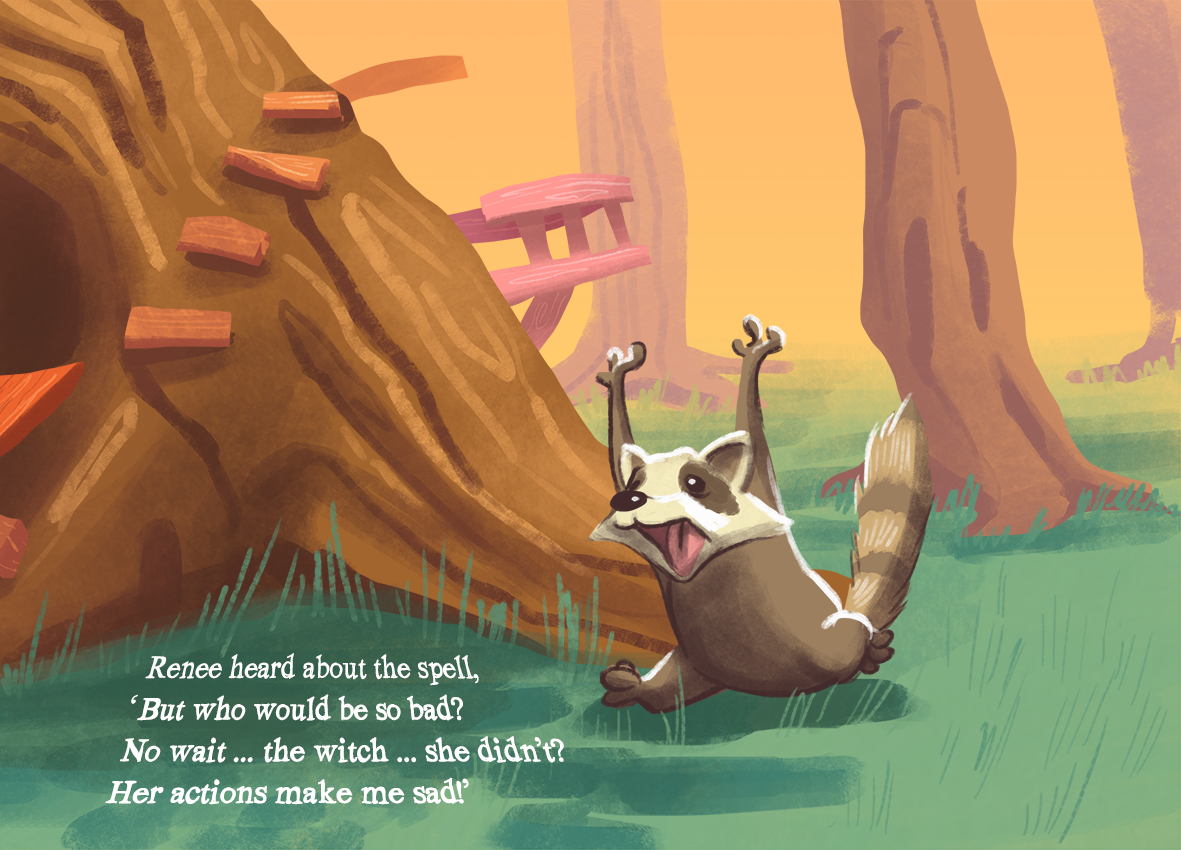 Renee heard about the spell,
‘But who would be so bad?
No wait ... the witch ... she didn’t?
Her actions make me sad!’